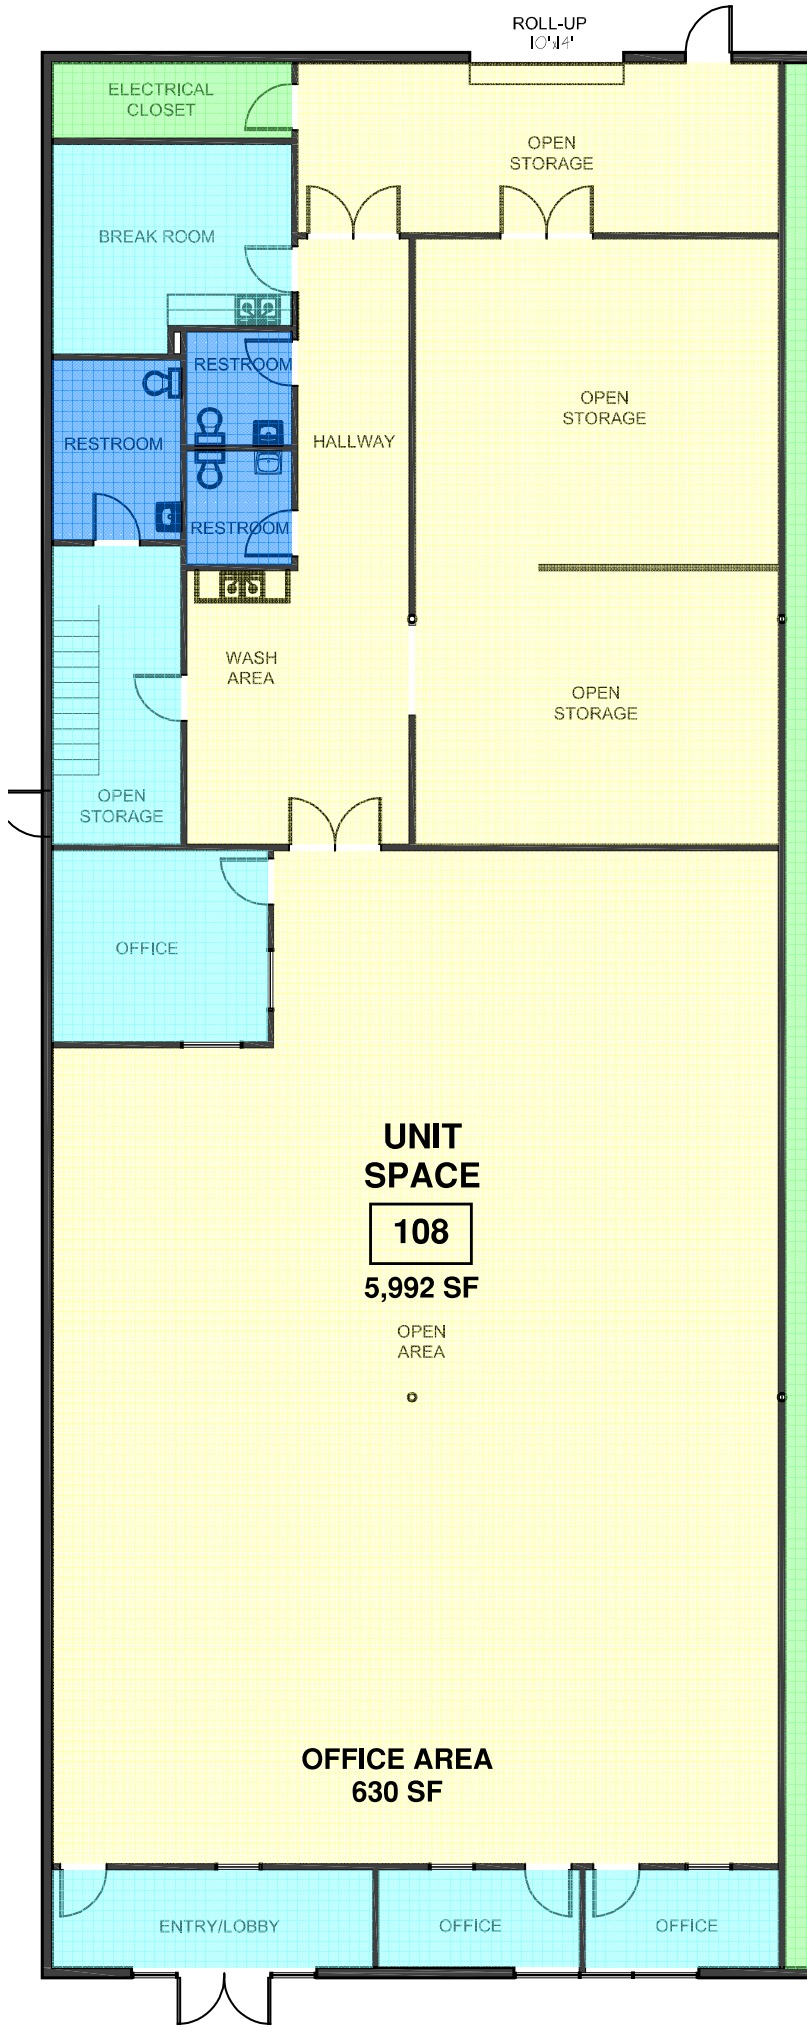 ROLL-UP
10'x14'
ELECTRICAL
CLOSET
OPEN
STORAGE
BREAK ROOM
RESTROOM
OPEN
STORAGE
RESTROOM
HALLWAY
RESTROOM
WASH
AREA
OPEN
STORAGE
OPEN
STORAGE
OFFICE
UNIT
SPACE
108
5,992 SF
OPEN
AREA
OFFICE AREA
630 SF
ENTRY/LOBBY
OFFICE
OFFICE